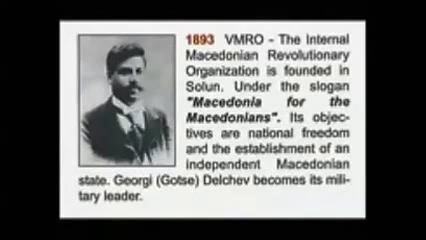 1893 VMRO - The Internal
Macedonian Revolutionary
Organization is founded in
Solun. Under the slogan
"Macedonia for the
Macedonians". Its objec-
tives are national freedom
and the establishment of an
independent Macedonian
state. Georgi (Gotse) Delchev becomes its mili-
tary leader.